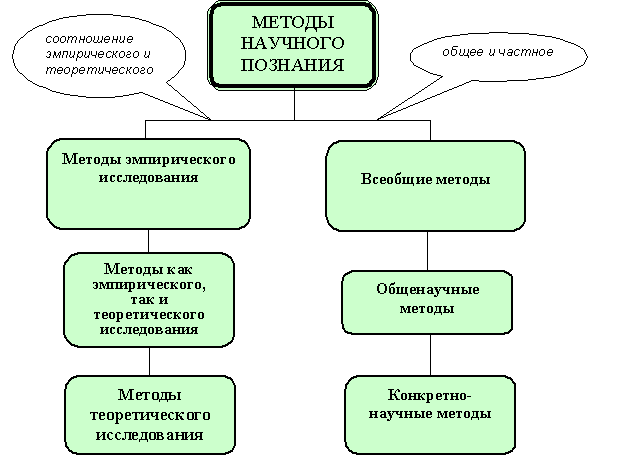 МЕТОДЫ
НАУЧНОГО
ПОЗНАНИЯ
соотношение
эмпирического и
теоретического
общее и частное
Методы эмпирического
исследования
Методы как
эмпирического,
так и
теоретического
исследования
Методы
теоретического
исследования
Всеобщие методы
Общенаучные
методы
Конкретно-
научные методы